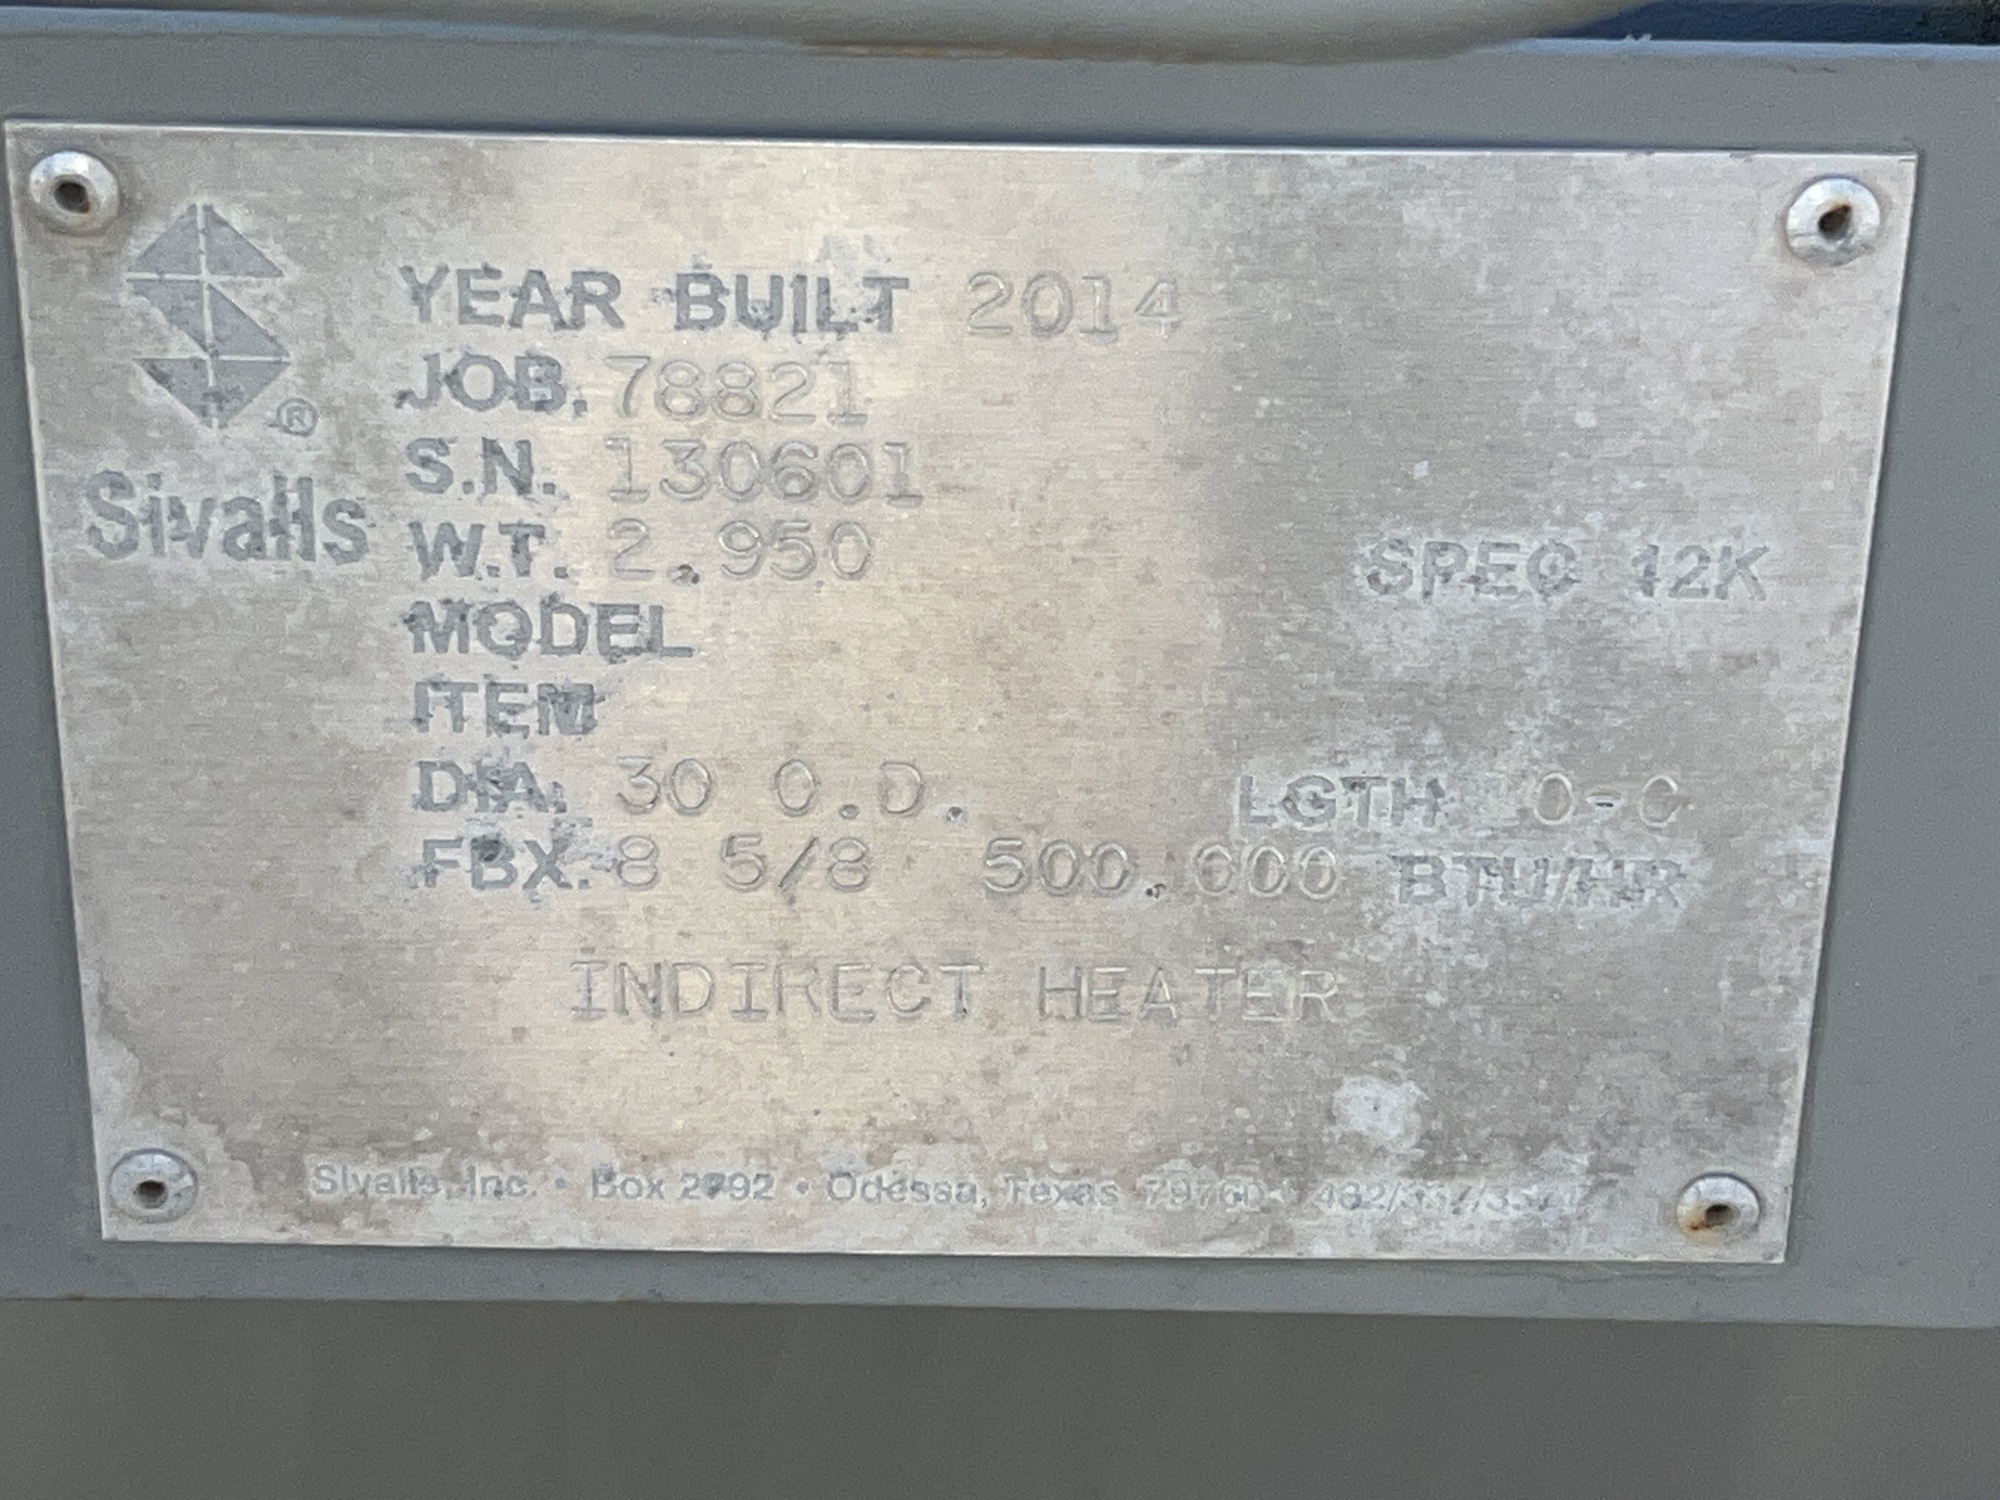 YEAR BUILT 2014
JOB. 78821
S.N. 130601
Sivalls ®
W.T. 2.950
SPEC 12K
MODEL
ITEM
DIA. 30 O.D. LGTH
FBX. 8 5/8 500.000 BTU/HR
INDIRECT HEATER
Sivalls, Inc. • Box 2792 • Odessa, Texas